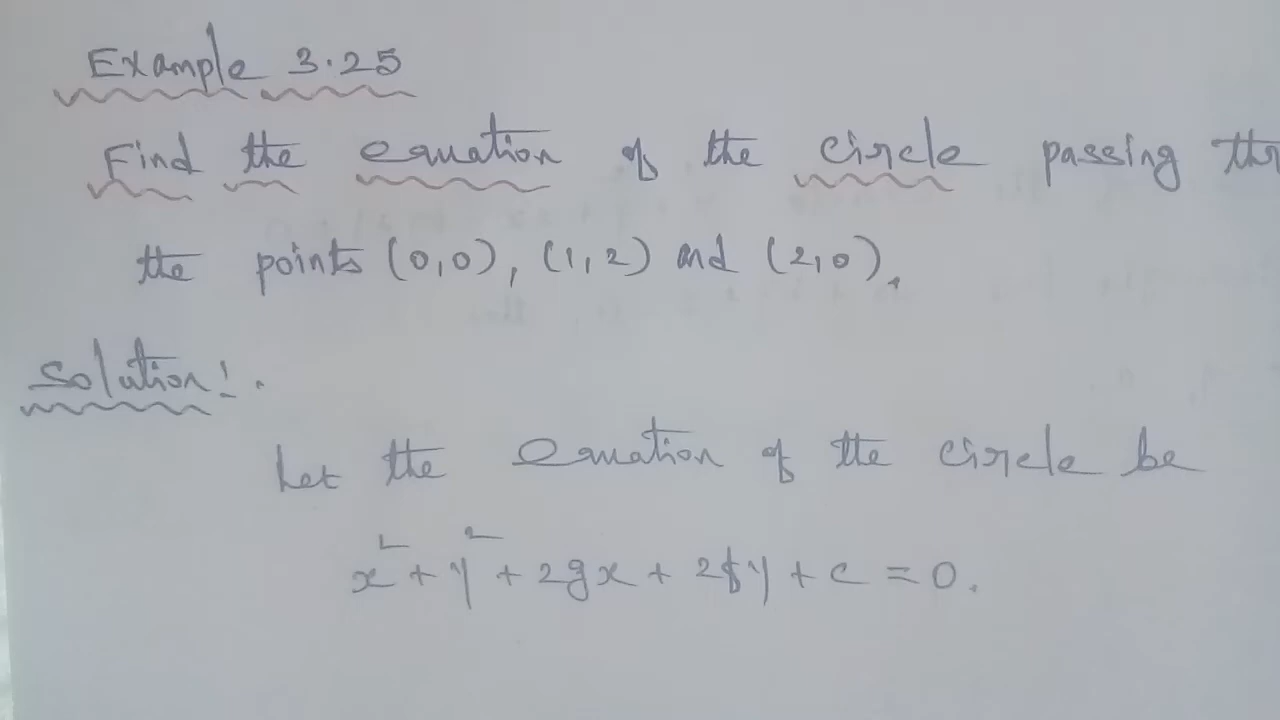 Example 3.25
Find the equation of the circle passing thr
the points (0,0), (1,2) and (2,0).
Solution:.
Let the equation of the circle be
x² + y² + 2gx + 2fy + c = 0.